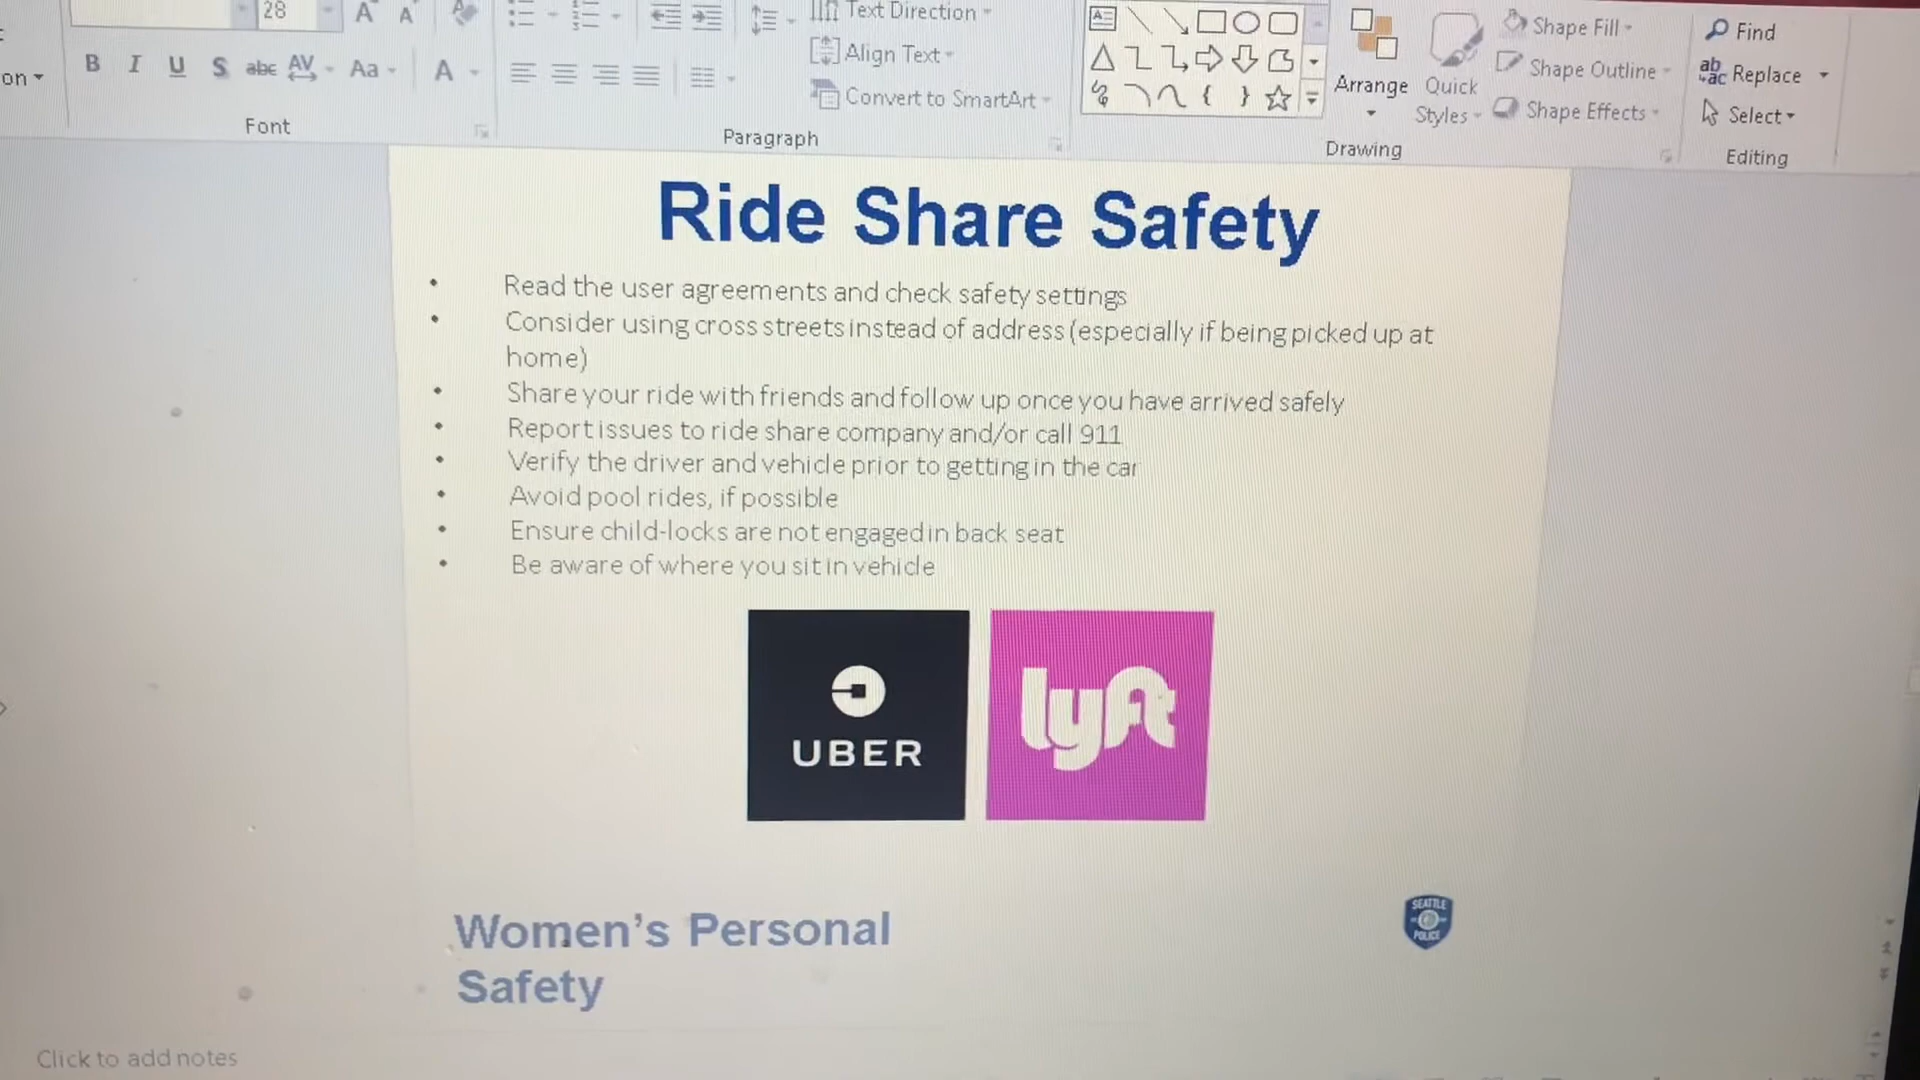 28
A A
Text Direction
on
B I U S abc AV Aa A
Align Text
Convert to SmartArt
Font
Paragraph
Arrange
Quick
Styles
Shape Fill
Shape Outline
Shape Effects
Drawing
Find
Replace
Select
Editing
Ride Share Safety
• Read the user agreements and check safety settings
• Consider using cross streets instead of address (especially if being picked up at
home)
• Share your ride with friends and follow up once you have arrived safely
• Report issues to ride share company and/or call 911
• Verify the driver and vehicle prior to getting in the car
• Avoid pool rides, if possible
• Ensure child-locks are not engaged in back seat
• Be aware of where you sit in vehicle
UBER
lyft
Women's Personal
Safety
SEATTLE
POLICE
Click to add notes